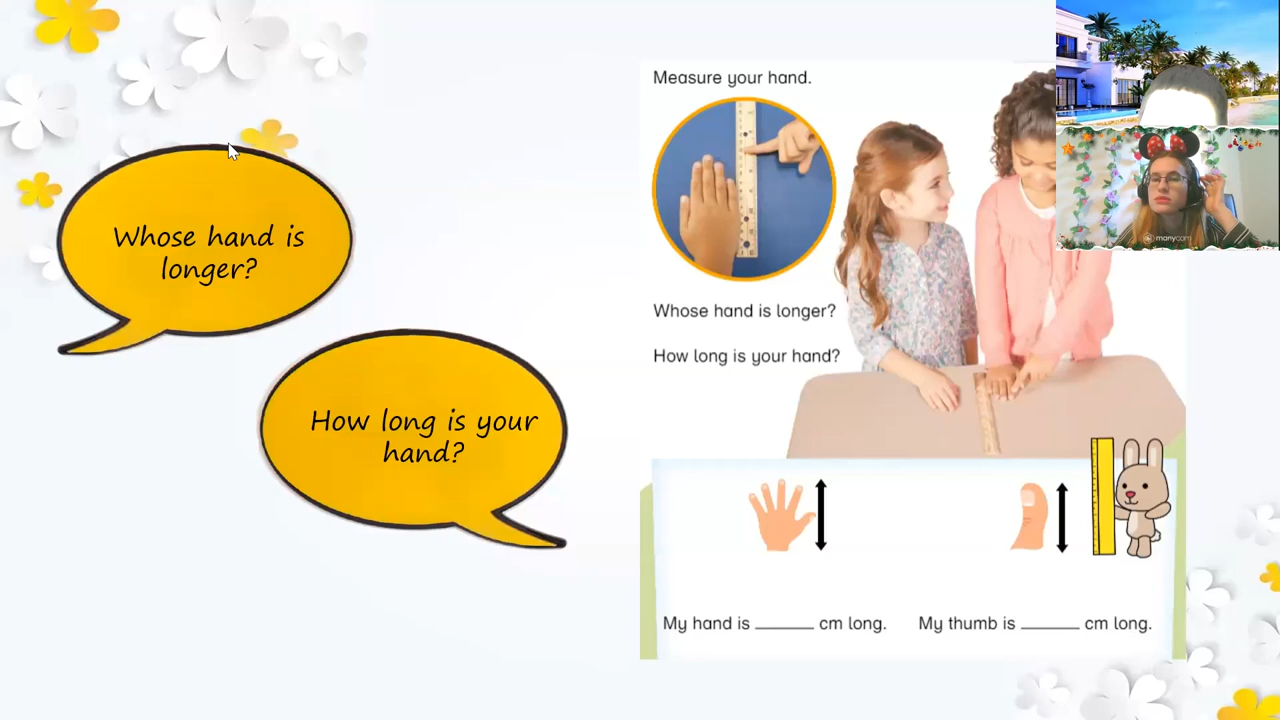 Whose hand is
longer?
How long is your
hand?
Measure your hand.
Whose hand is longer?
How long is your hand?
My hand is ______ cm long.
My thumb is ______ cm long.
manycam